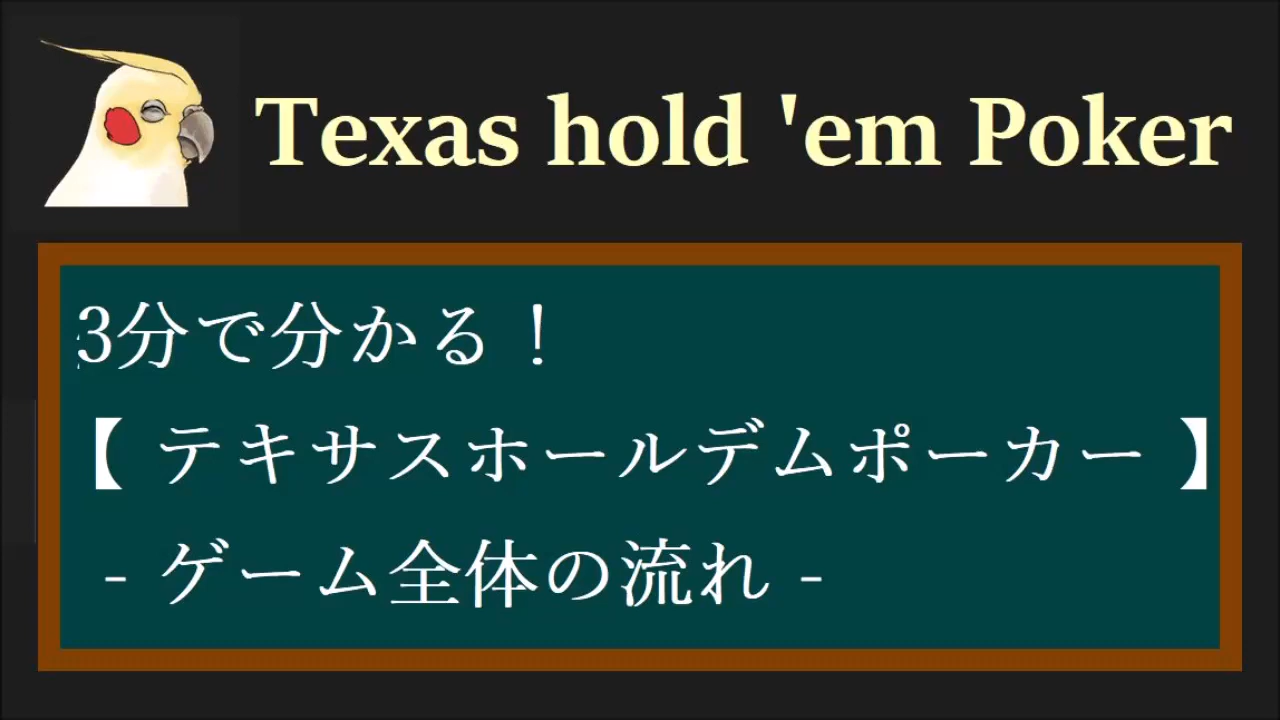 Texas hold 'em Poker
3分で分かる！
【 テキサスホールデムポーカー 】
- ゲーム全体の流れ -